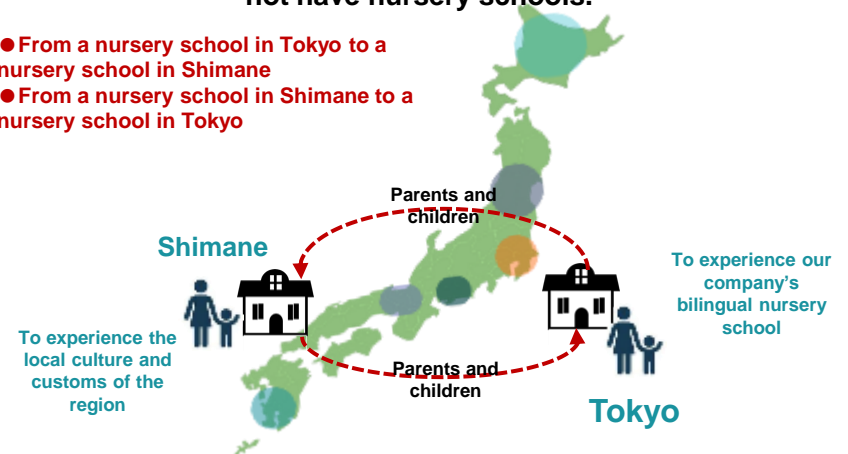 not have nursery schools.
●From a nursery school in Tokyo to a
nursery school in Shimane
●From a nursery school in Shimane to a
nursery school in Tokyo
Parents and
children
Shimane
To experience our
company's
bilingual nursery
school
To experience the
local culture and
customs of the
region
Parents and
children
Tokyo